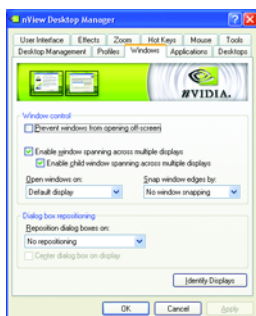 nView Desktop Manager
User Interface Effects Zoom Hot Keys Mouse Tools
Desktop Management Profiles Windows Applications Desktops
NVIDIA.
Window control
Prevent windows from opening off-screen
Enable window spanning across multiple displays
Enable child window spanning across multiple displays
Open windows on: Snap window edges by:
Default display No window snapping
Dialog box repositioning
Reposition dialog boxes on:
No repositioning
Center dialog box on display
Identify Displays
OK Cancel Apply